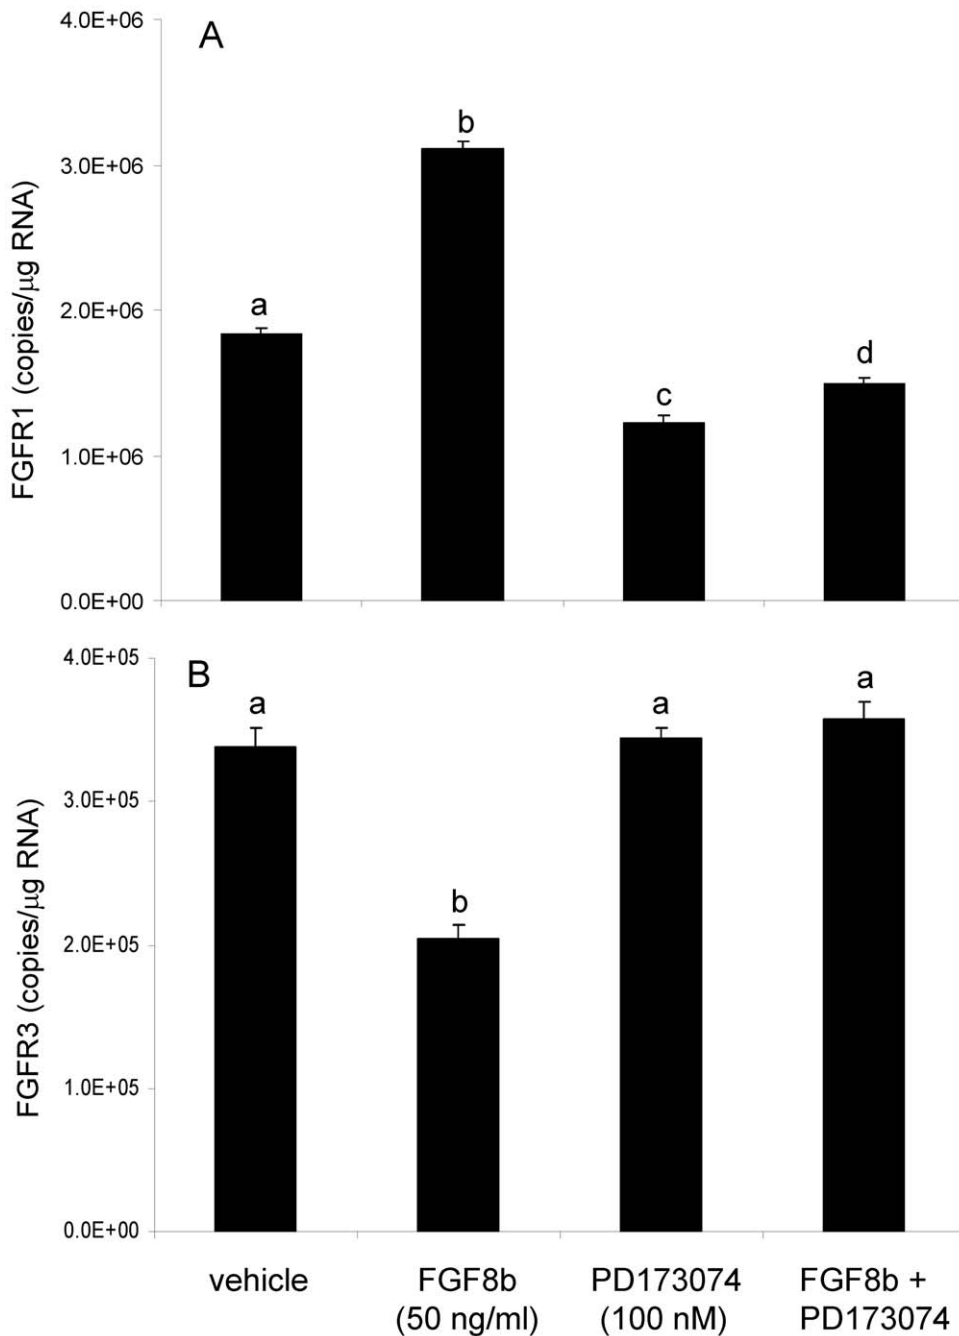 A
4.0E+06
3.0E+06
2.0E+06
1.0E+06
0.0E+00
FGFR1 (copies/μg RNA)
a
b
c
d
B
4.0E+05
3.0E+05
2.0E+05
1.0E+05
0.0E+00
FGFR3 (copies/μg RNA)
a
b
a
a
vehicle
FGF8b
(50 ng/ml)
PD173074
(100 nM)
FGF8b +
PD173074